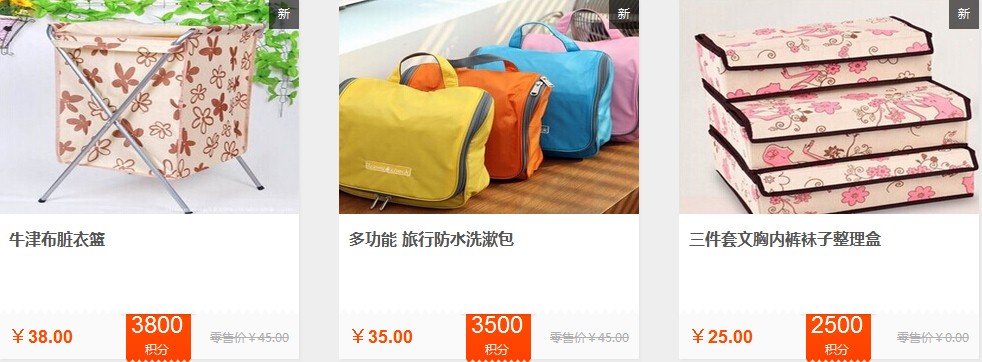 新
新
新
牛津布脏衣篮
多功能 旅行防水洗漱包
三件套文胸内裤袜子整理盒
￥38.00
3800
积分
零售价￥45.00
￥35.00
3500
积分
零售价￥45.00
￥25.00
2500
积分
零售价￥0.00